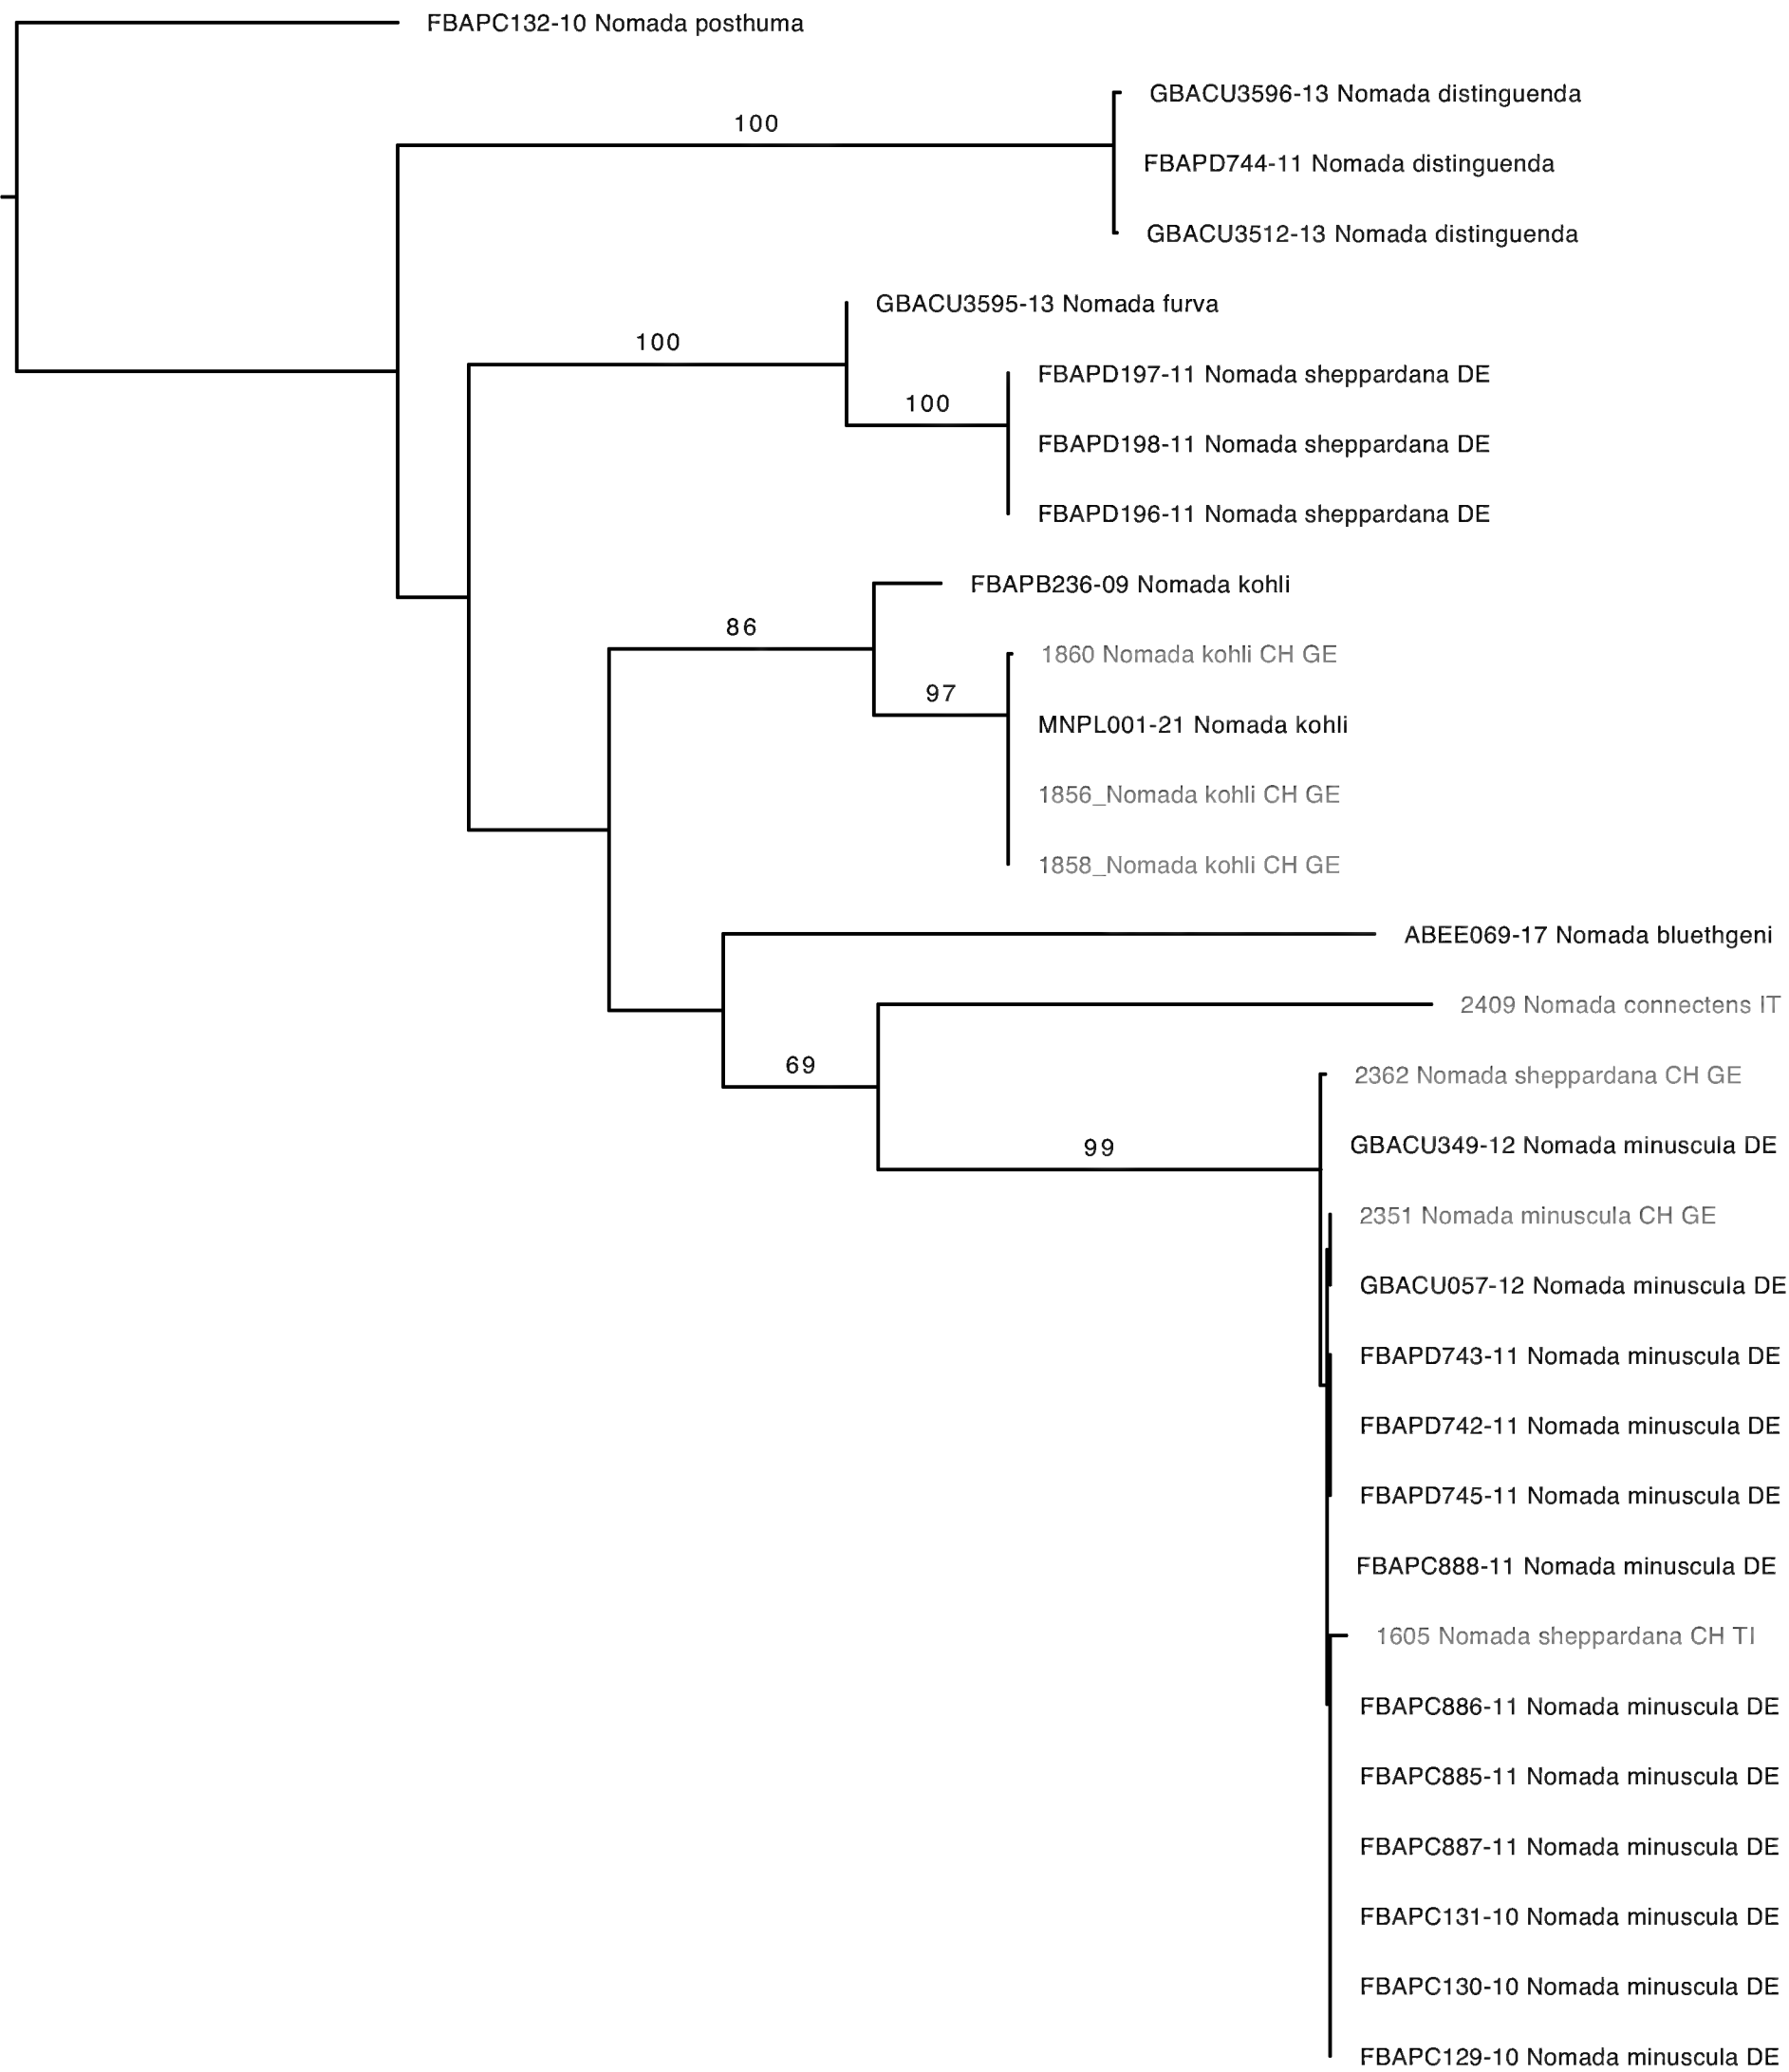 FBAPC132-10 Nomada posthuma
GBACU3596-13 Nomada distinguenda
100
FBAPD744-11 Nomada distinguenda
GBACU3512-13 Nomada distinguenda
GBACU3595-13 Nomada furva
100
FBAPD197-11 Nomada sheppardana DE
100
FBAPD198-11 Nomada sheppardana DE
FBAPD196-11 Nomada sheppardana DE
FBAPB236-09 Nomada kohli
86
1860 Nomada kohli CH GE
97
MNPL001-21 Nomada kohli
1856_Nomada kohli CH GE
1858_Nomada kohli CH GE
ABEE069-17 Nomada bluethgeni
2409 Nomada connectens IT
69
2362 Nomada sheppardana CH GE
GBACU349-12 Nomada minuscula DE
99
2351 Nomada minuscula CH GE
GBACU057-12 Nomada minuscula DE
FBAPD743-11 Nomada minuscula DE
FBAPD742-11 Nomada minuscula DE
FBAPD745-11 Nomada minuscula DE
FBAPC888-11 Nomada minuscula DE
1605 Nomada sheppardana CH TI
FBAPC886-11 Nomada minuscula DE
FBAPC885-11 Nomada minuscula DE
FBAPC887-11 Nomada minuscula DE
FBAPC131-10 Nomada minuscula DE
FBAPC130-10 Nomada minuscula DE
FBAPC129-10 Nomada minuscula DE